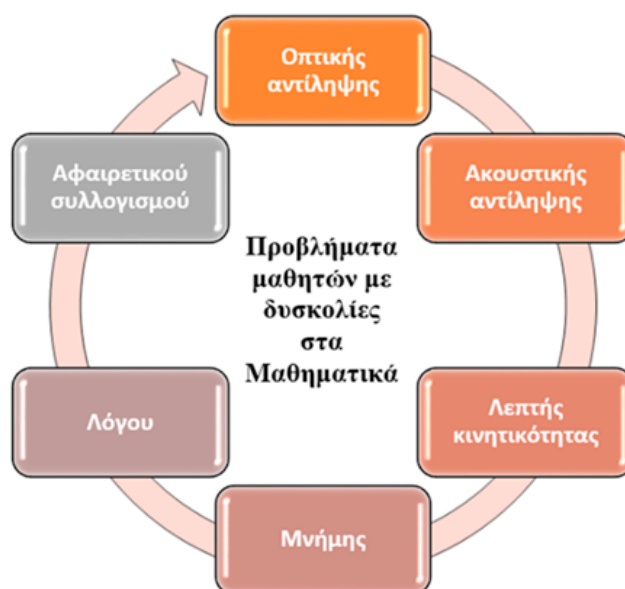 Οπτικής
αντίληψης
Ακουστικής
αντίληψης
Λεπτής
κινητικότητας
Μνήμης
Λόγου
Αφαιρετικού
συλλογισμού
Προβλήματα
μαθητών με
δυσκολίες
στα
Μαθηματικά